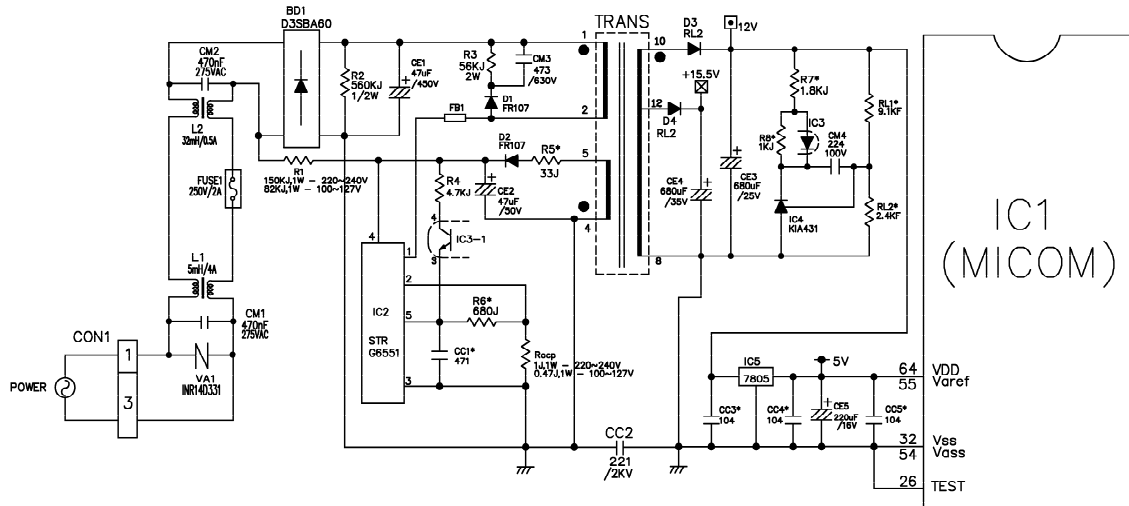 BD1
D3SBA60
CM2
470nF
275VAC
L2
32mH/0.5A
FUSE1
250V/2A
L1
5mH/4A
CM1
470nF
275VAC
CON1
1
3
POWER
VA1
INR14D331
R2
560KJ
1/2W
CE1
47uF
/450V
R3
56KJ
2W
CM3
473
/630V
D1
FR107
FB1
D2
FR107
R5*
33J
R1
150KJ,1W - 220~240V
82KJ,1W - 100~127V
R4
4.7KJ
CE2
47uF
/50V
4
IC3-1
3
4
1
2
5
3
IC2
STR
G6551
R6*
680J
CC1*
471
Rocp
1J,1W - 220~240V
0.47J,1W - 100~127V
TRANS
1
2
5
4
10
12
8
D3
RL2
12V
+15.5V
D4
RL2
CE4
680uF
/35V
CE3
680uF
/25V
R7*
1.8KJ
R8*
1KJ
IC3
CM4
224
100V
RL1*
9.1KF
RL2*
2.4KF
IC4
KIA431
CC2
221
/2KV
IC5
7805
5V
CC3*
104
CC4*
104
CE5
220uF
/16V
CC5*
104
IC1
(MICOM)
64 VDD
55 Varef
32 Vss
54 Vass
26 TEST